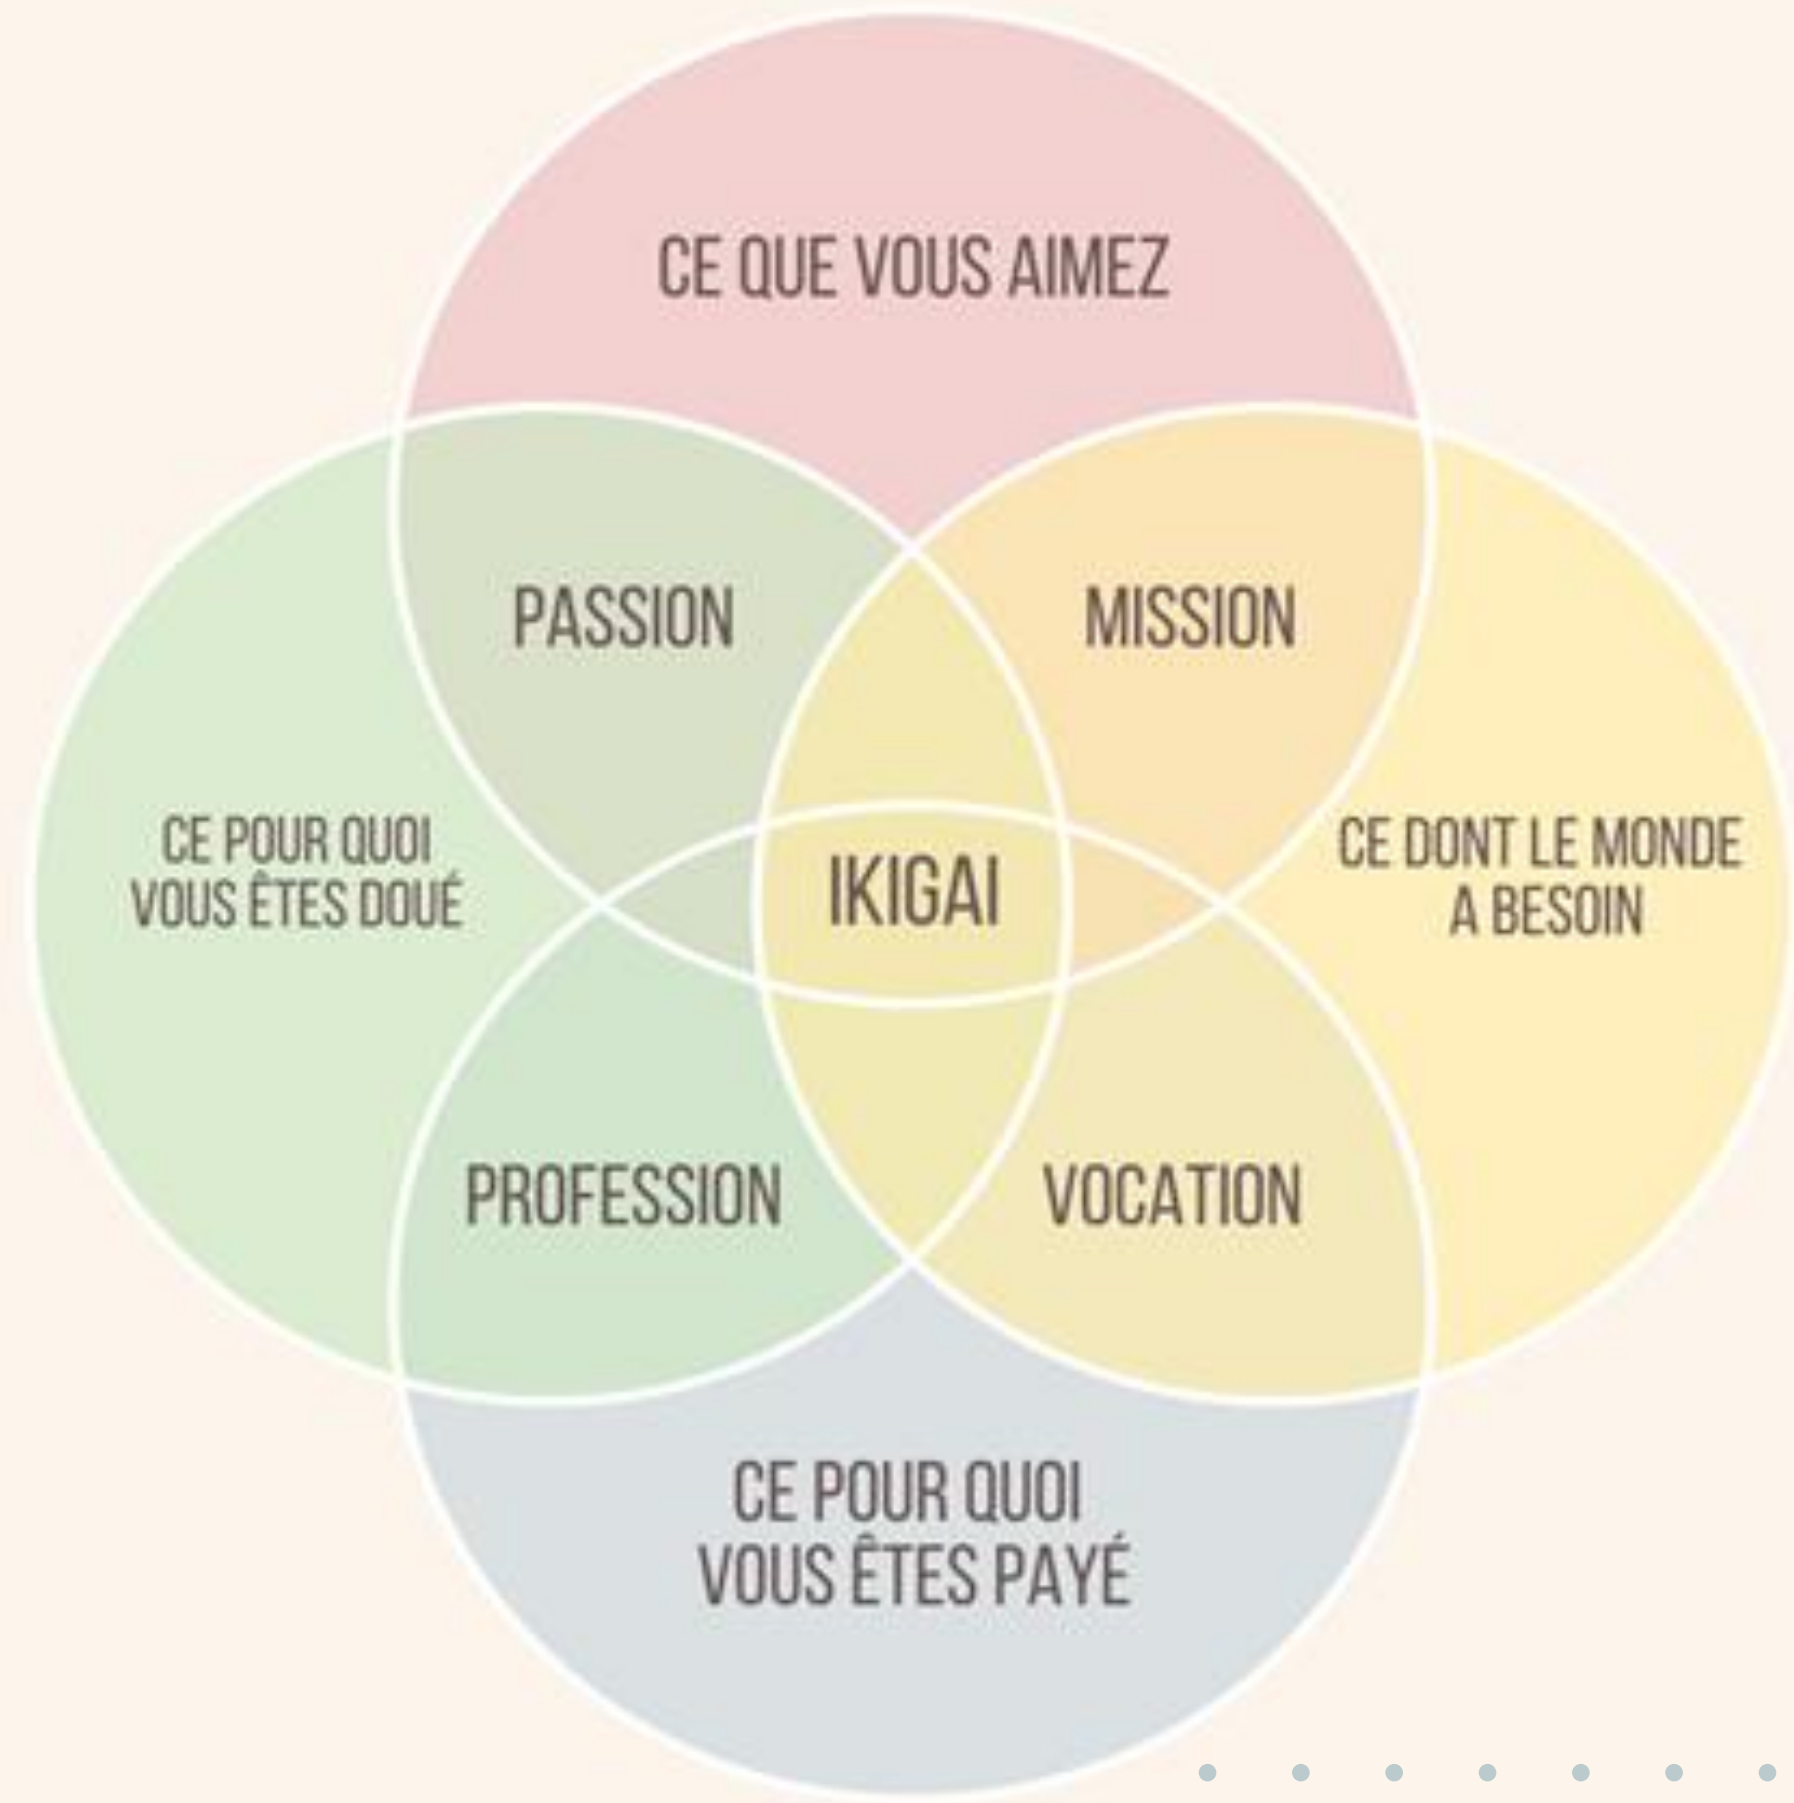 CE QUE VOUS AIMEZ
PASSION
MISSION
CE POUR QUOI
VOUS ÊTES DOUÉ
IKIGAI
CE DONT LE MONDE
A BESOIN
PROFESSION
VOCATION
CE POUR QUOI
VOUS ÊTES PAYÉ